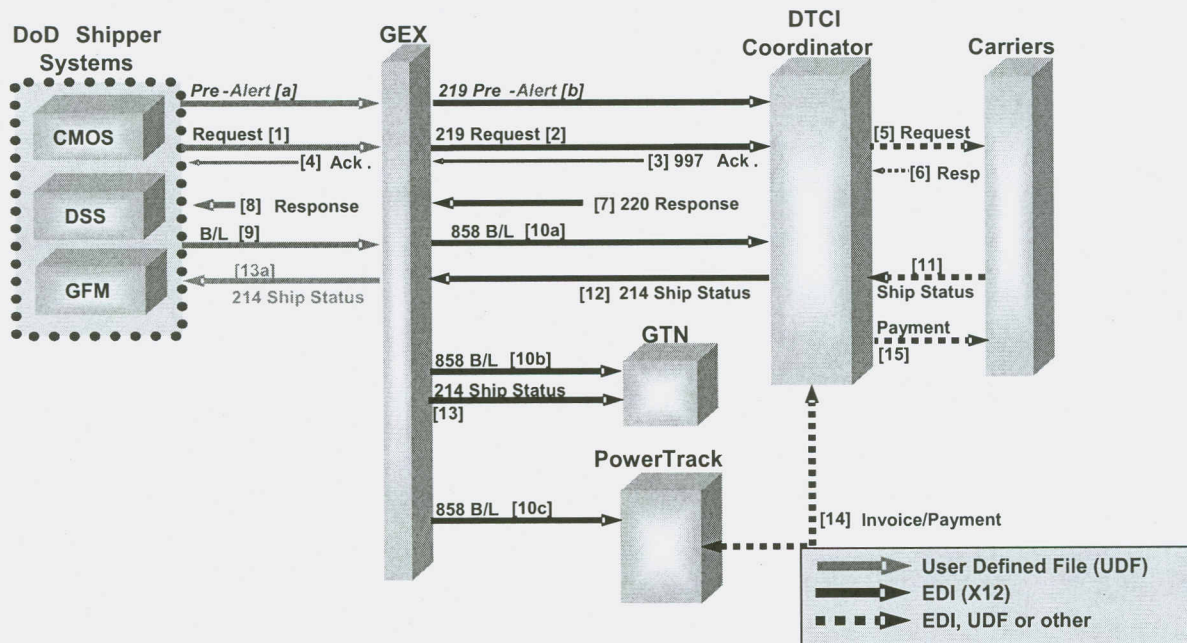 DoD Shipper
Systems
GEX
DTCI
Coordinator
Carriers
Pre-Alert [a]
219 Pre-Alert [b]
CMOS
Request [1]
219 Request [2]
[5] Request
[4] Ack.
[3] 997 Ack.
[6] Resp
DSS
[8] Response
[7] 220 Response
B/L [9]
858 B/L [10a]
GFM
[13a]
214 Ship Status
[12] 214 Ship Status
[11]
Ship Status
Payment
[15]
GTN
858 B/L [10b]
214 Ship Status
[13]
PowerTrack
858 B/L [10c]
[14] Invoice/Payment
User Defined File (UDF)
EDI (X12)
EDI, UDF or other